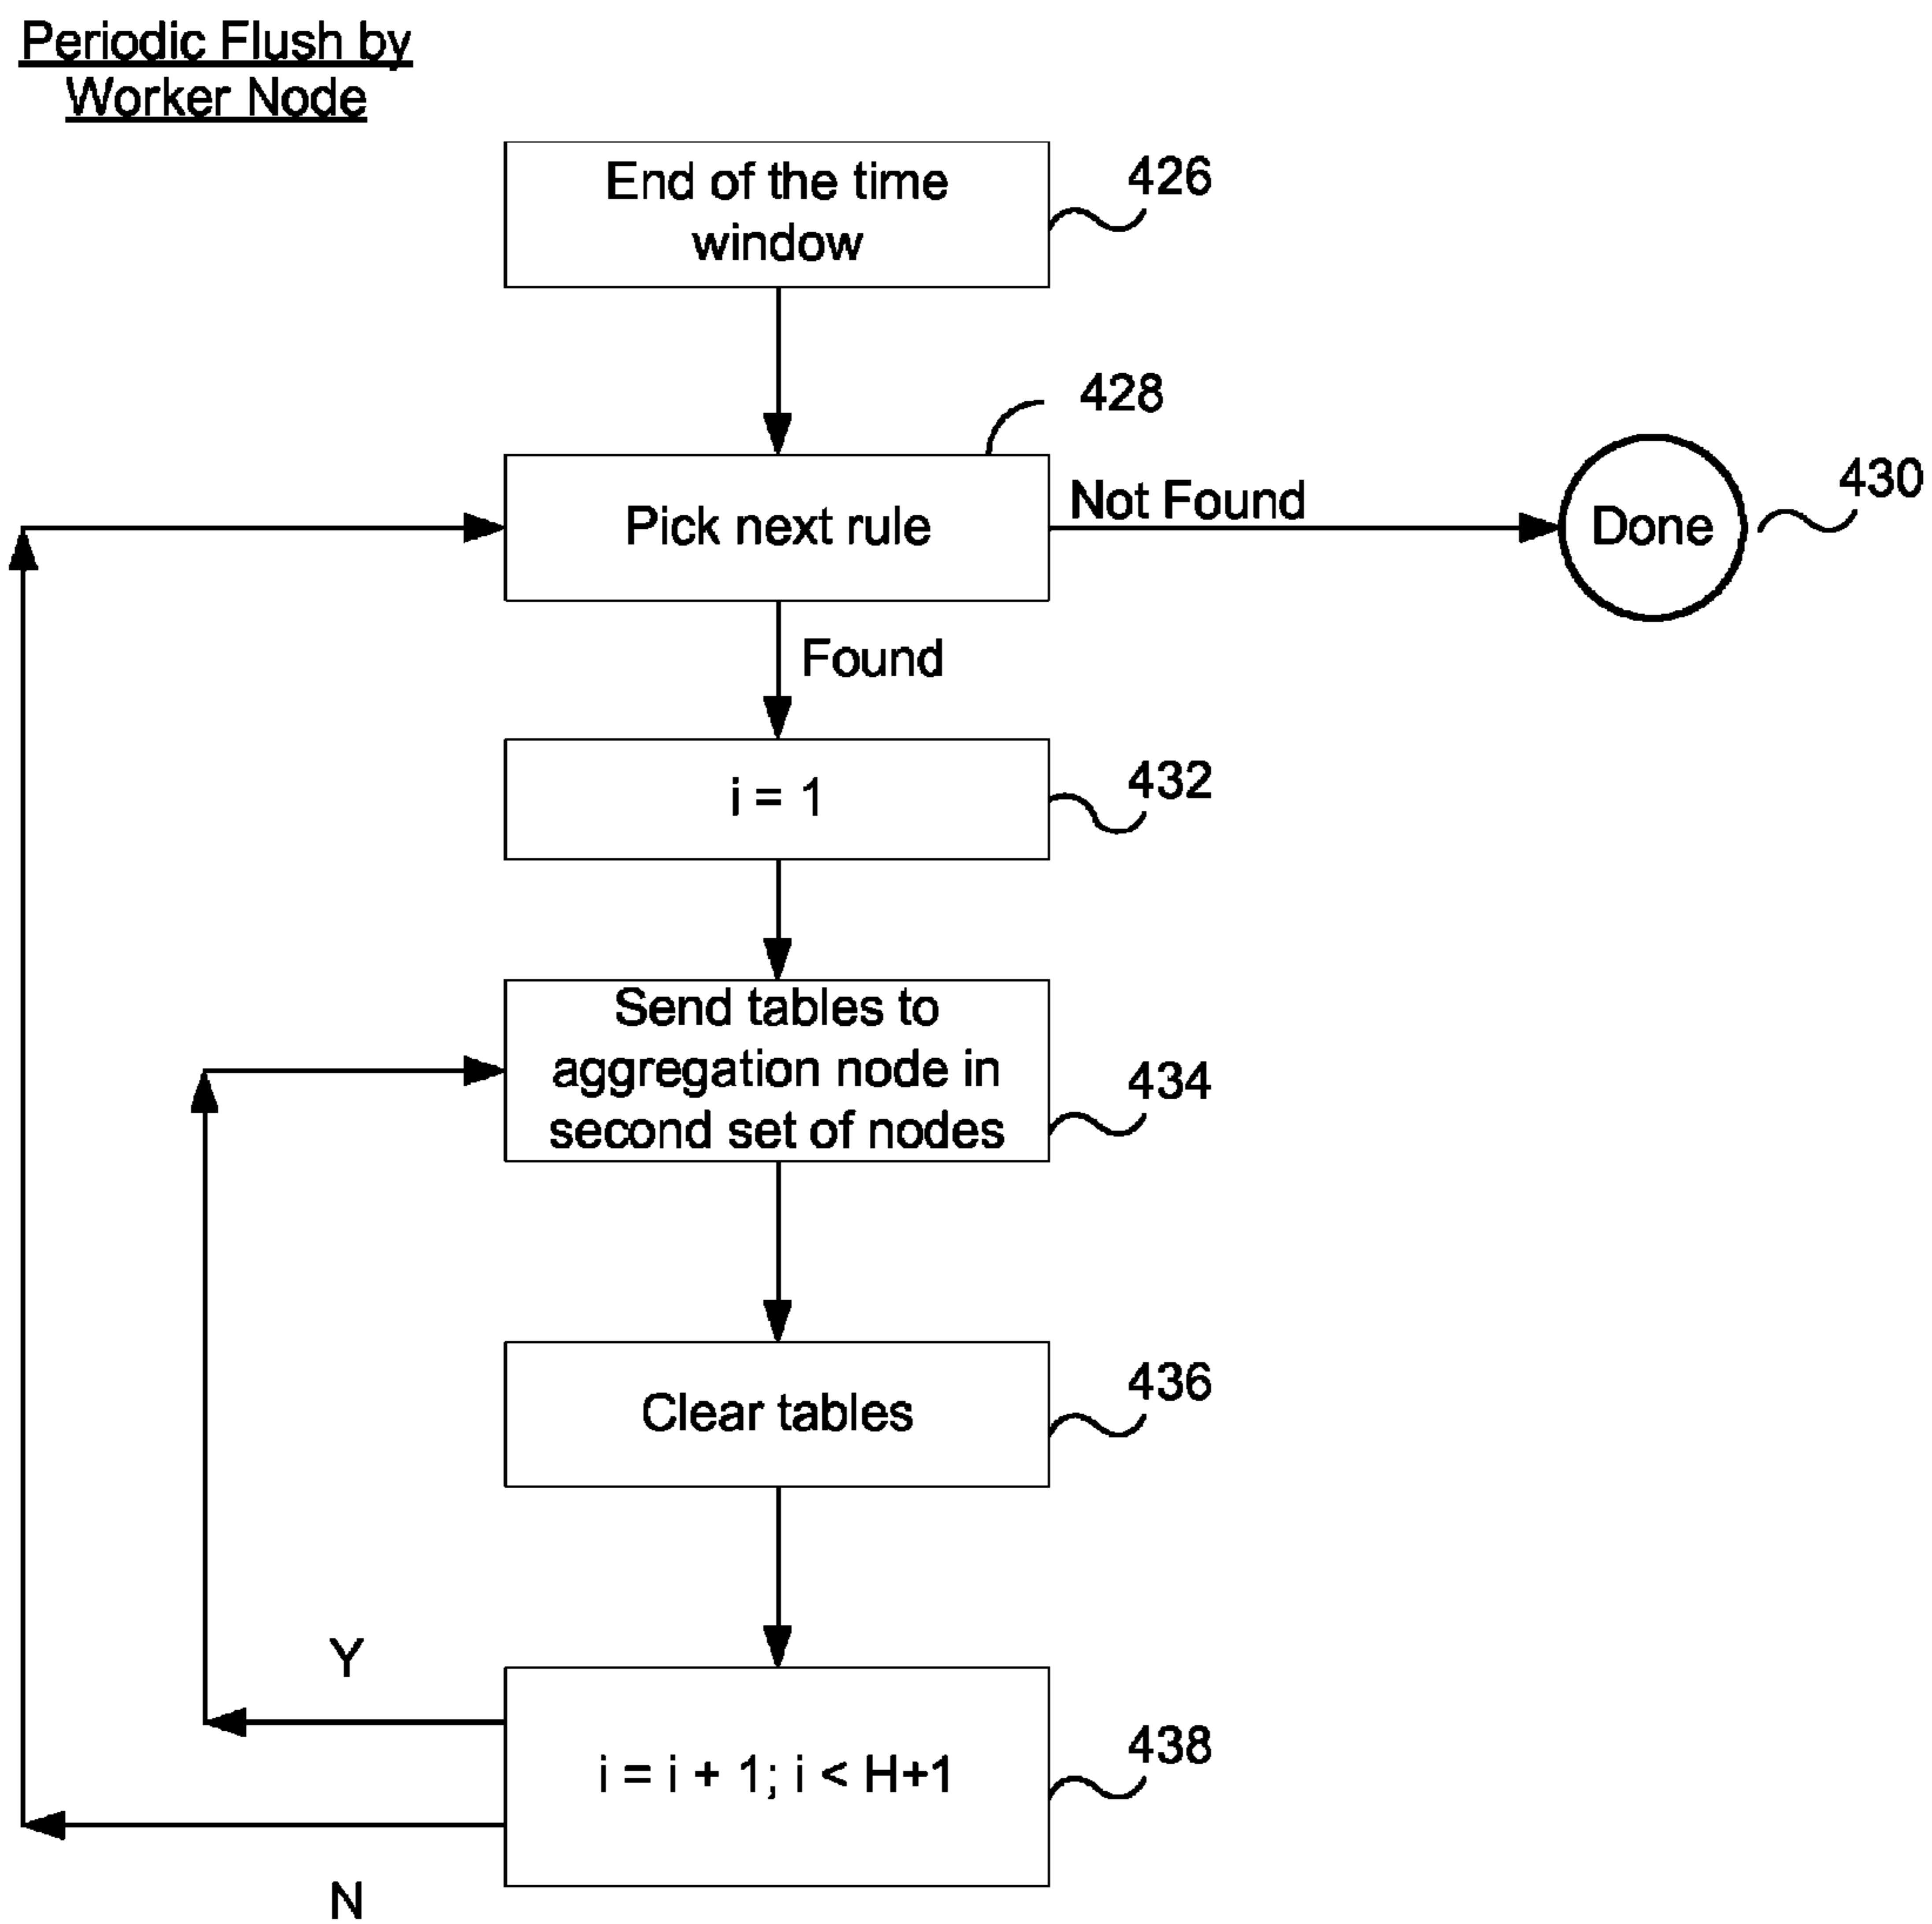 Periodic Flush by
Worker Node
End of the time
window
426
428
Pick next rule
Not Found
Done
430
Found
i = 1
432
Send tables to
aggregation node in
second set of nodes
434
Clear tables
436
Y
i = i + 1; i < H+1
438
N